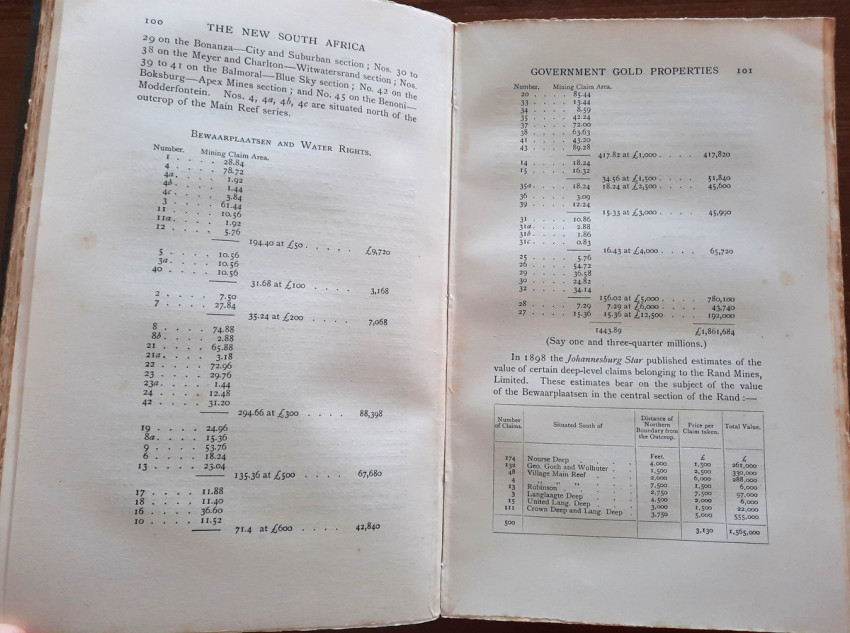 100
THE NEW SOUTH AFRICA
29 on the Bonanza—City and Suburban section ; Nos. 30 to
38 on the Meyer and Charlton—Witwatersrand section ; Nos.
39 to 41 on the Balmoral—Blue Sky section ; No. 42 on the
Boksburg—Apex Mines section ; and No. 45 on the Benoni—
Modderfontein. Nos. 4, 4a, 4b, 4c are situated north of the
outcrop of the Main Reef series.
BEWAARPLAATSEN AND WATER RIGHTS.
Number. Mining Claim Area.
1 . . . . 28.84
4 . . . . 78.72
4a . . . . 1.92
4b . . . . 1.44
4c . . . . 3.84
3 . . . . 61.44
11 . . . . 10.56
11a . . . . 1.92
12 . . . . 5.76
194.40 at £50 . . . . . £9,720
5 . . . . 10.56
3a . . . . 10.56
40 . . . . 10.56
31.68 at £100 . . . . 3,168
2 . . . . 7.50
7 . . . . 27.84
35.24 at £200 . . . . 7,068
8 . . . . 74.88
8b . . . . 2.88
21 . . . . 65.88
21a . . . . 3.18
22 . . . . 72.96
23 . . . . 29.76
23a . . . . 1.44
24 . . . . 12.48
42 . . . . 31.20
294.66 at £300 . . . . 88,398
19 . . . . 24.96
8a . . . . 15.36
9 . . . . 53.76
6 . . . . 18.24
13 . . . . 23.04
135.36 at £500 . . . . 67,680
17 . . . . 11.88
18 . . . . 11.40
16 . . . . 36.60
10 . . . . 11.52
71.4 at £600 . . . . 42,840
GOVERNMENT GOLD PROPERTIES 101
Number. Mining Claim Area.
20 . . . . 85.44
33 . . . . 13.44
34 . . . . 8.59
35 . . . . 42.24
37 . . . . 72.00
38 . . . . 63.63
41 . . . . 43.20
43 . . . . 89.28
417.82 at £1,000 . . . . 417,820
14 . . . . 18.24
15 . . . . 16.32
34.56 at £1,500 . . . . 51,840
35a . . . . 18.24 18.24 at £2,500 . . . . 45,600
36 . . . . 3.09
39 . . . . 12.24
15.33 at £3,000 . . . . 45,990
31 . . . . 10.86
31a . . . . 2.88
31b . . . . 1.86
31c . . . . 0.83
16.43 at £4,000 . . . . 65,720
25 . . . . 5.76
26 . . . . 54.72
29 . . . . 36.58
30 . . . . 24.82
32 . . . . 34.14
156.02 at £5,000 . . . . 780,100
28 . . . . 7.29 7.29 at £6,000 . . . . 43,740
27 . . . . 15.36 15.36 at £12,500 . . . . 192,000
1443.89 £1,861,684
(Say one and three-quarter millions.)
In 1898 the Johannesburg Star published estimates of the
value of certain deep-level claims belonging to the Rand Mines,
Limited. These estimates bear on the subject of the value
of the Bewaarplaatsen in the central section of the Rand :—
Number of Claims. Situated South of Distance of Northern Boundary from the Outcrop. Price per Claim taken. Total Value.
Feet. £ £
174 Nourse Deep . . . . 4,000 1,500 261,000
132 Geo. Goch and Wolhuter . 1,500 2,500 330,000
48 Village Main Reef . . . 2,000 6,000 288,000
4 " " " . . 7,500 1,500 6,000
13 Robinson . . . . 2,750 7,500 97,000
3 Langlaagte Deep . . . 4,500 2,000 6,000
15 United Lang. Deep . . . 3,000 1,500 22,000
111 Crown Deep and Lang. Deep . 3,750 5,000 555,000
500 3,130 1,565,000